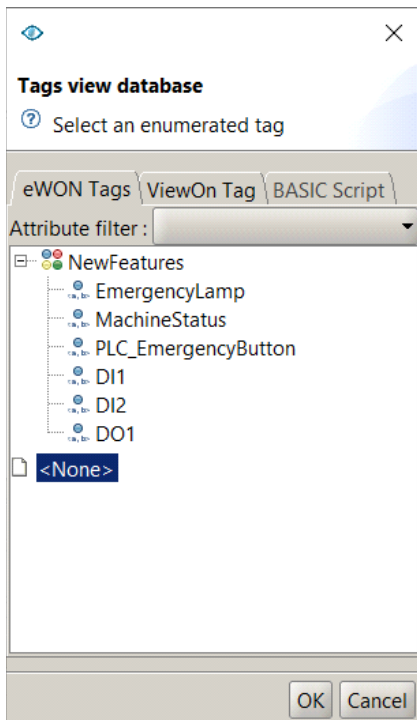 Tags view database
Select an enumerated tag
eWON Tags ViewOn Tag BASIC Script
Attribute filter :
NewFeatures
EmergencyLamp
MachineStatus
PLC_EmergencyButton
DI1
DI2
DO1
<None>
OK Cancel